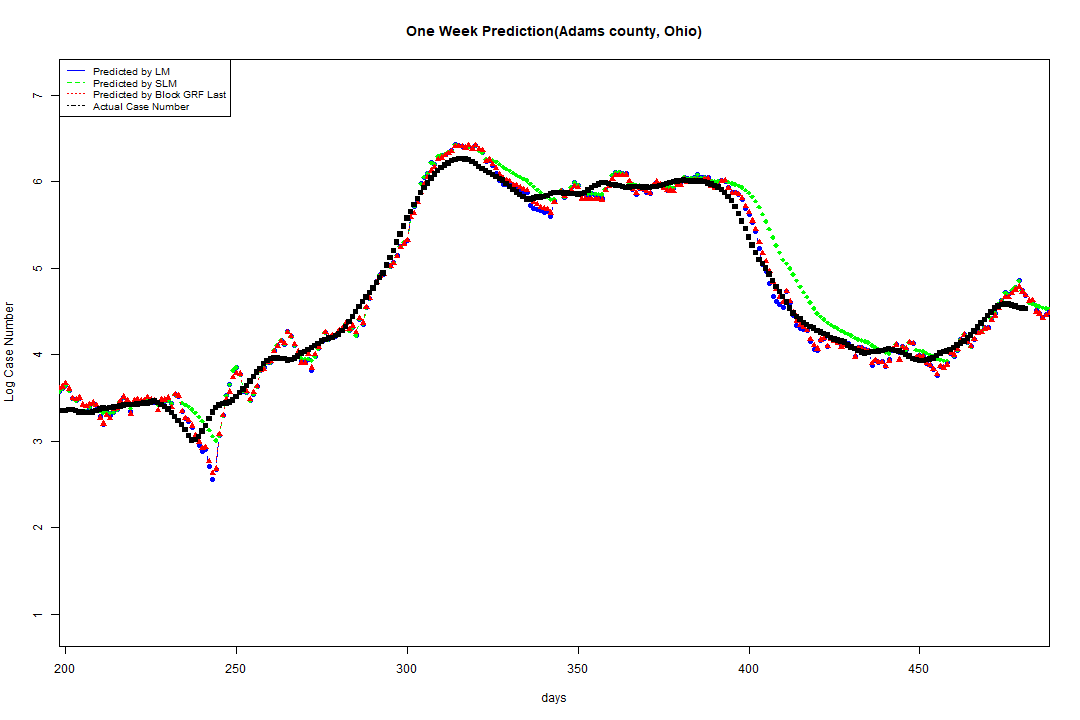 One Week Prediction(Adams county, Ohio)
Predicted by LM
Predicted by SLM
Predicted by Block GRF Last
Actual Case Number
7
6
5
4
3
2
1
Log Case Number
200 250 300 350 400 450
days